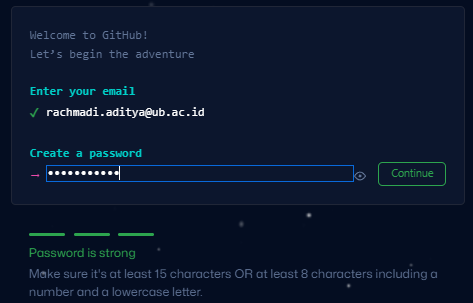 Welcome to GitHub!
Let’s begin the adventure
Enter your email
✓ rachmadi.aditya@ub.ac.id
Create a password
→ •••••••••••
Continue
Password is strong
Make sure it's at least 15 characters OR at least 8 characters including a
number and a lowercase letter.